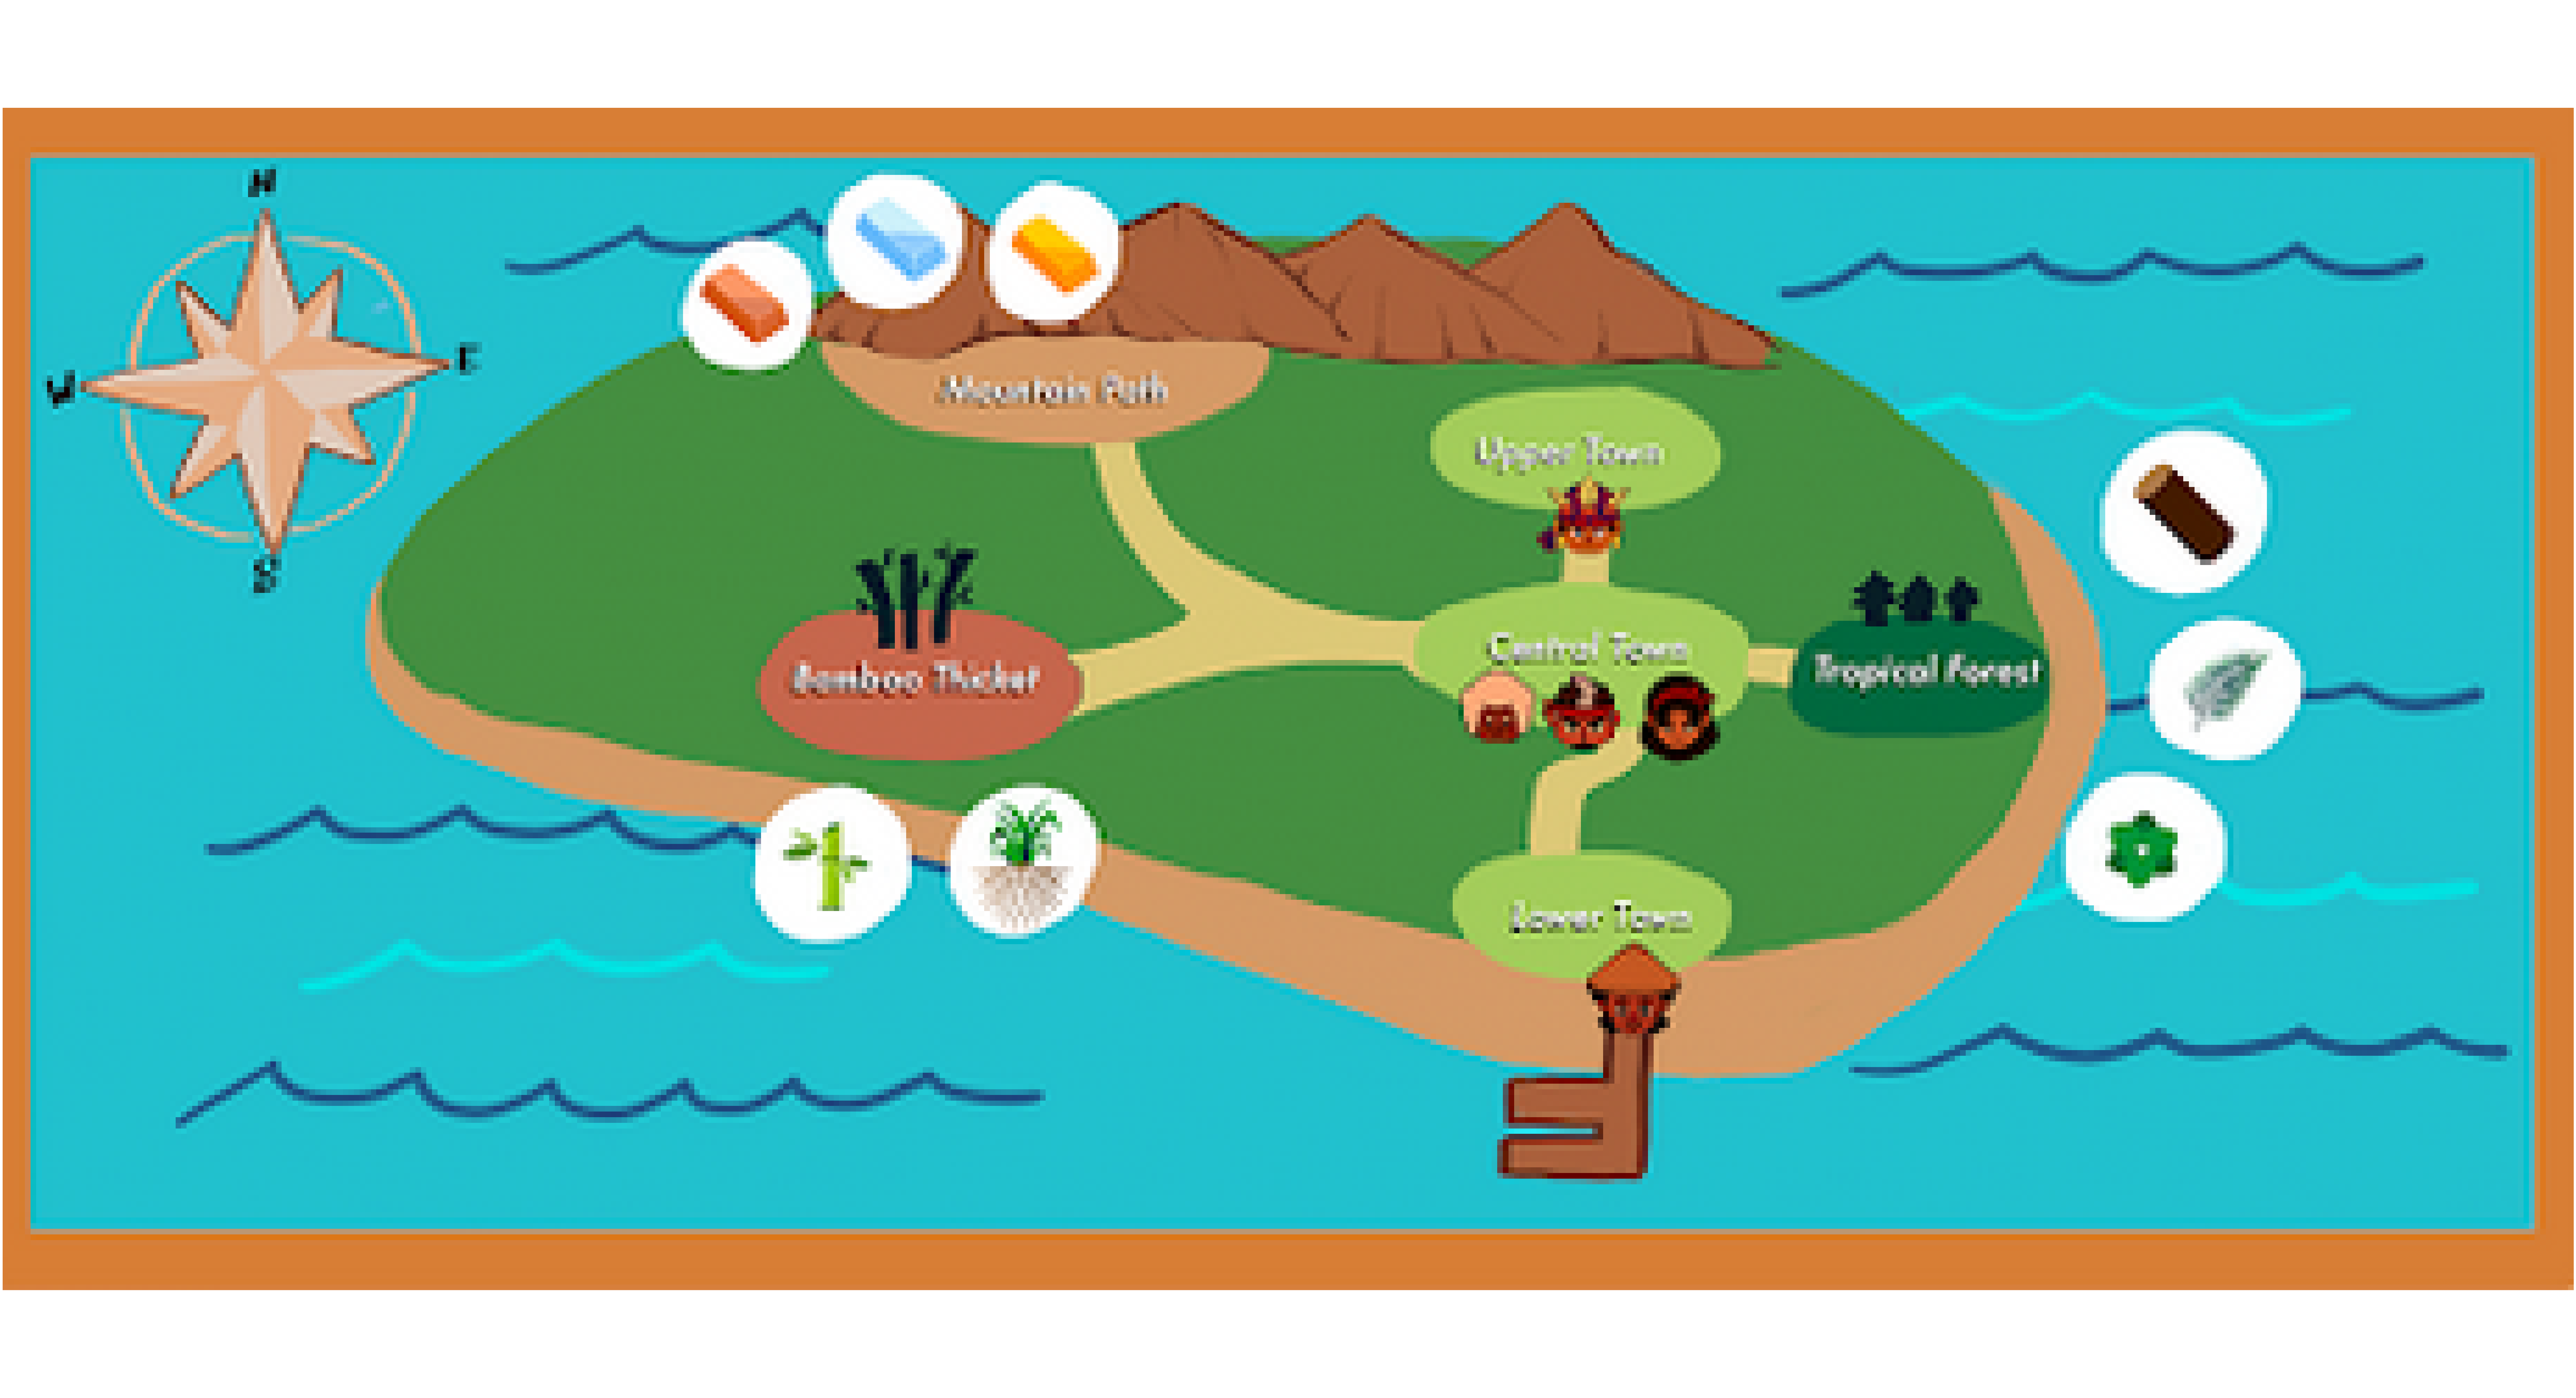 N
W
E
S
Mountain Path
Upper Town
Central Town
Bamboo Thicket
Tropical Forest
Lower Town